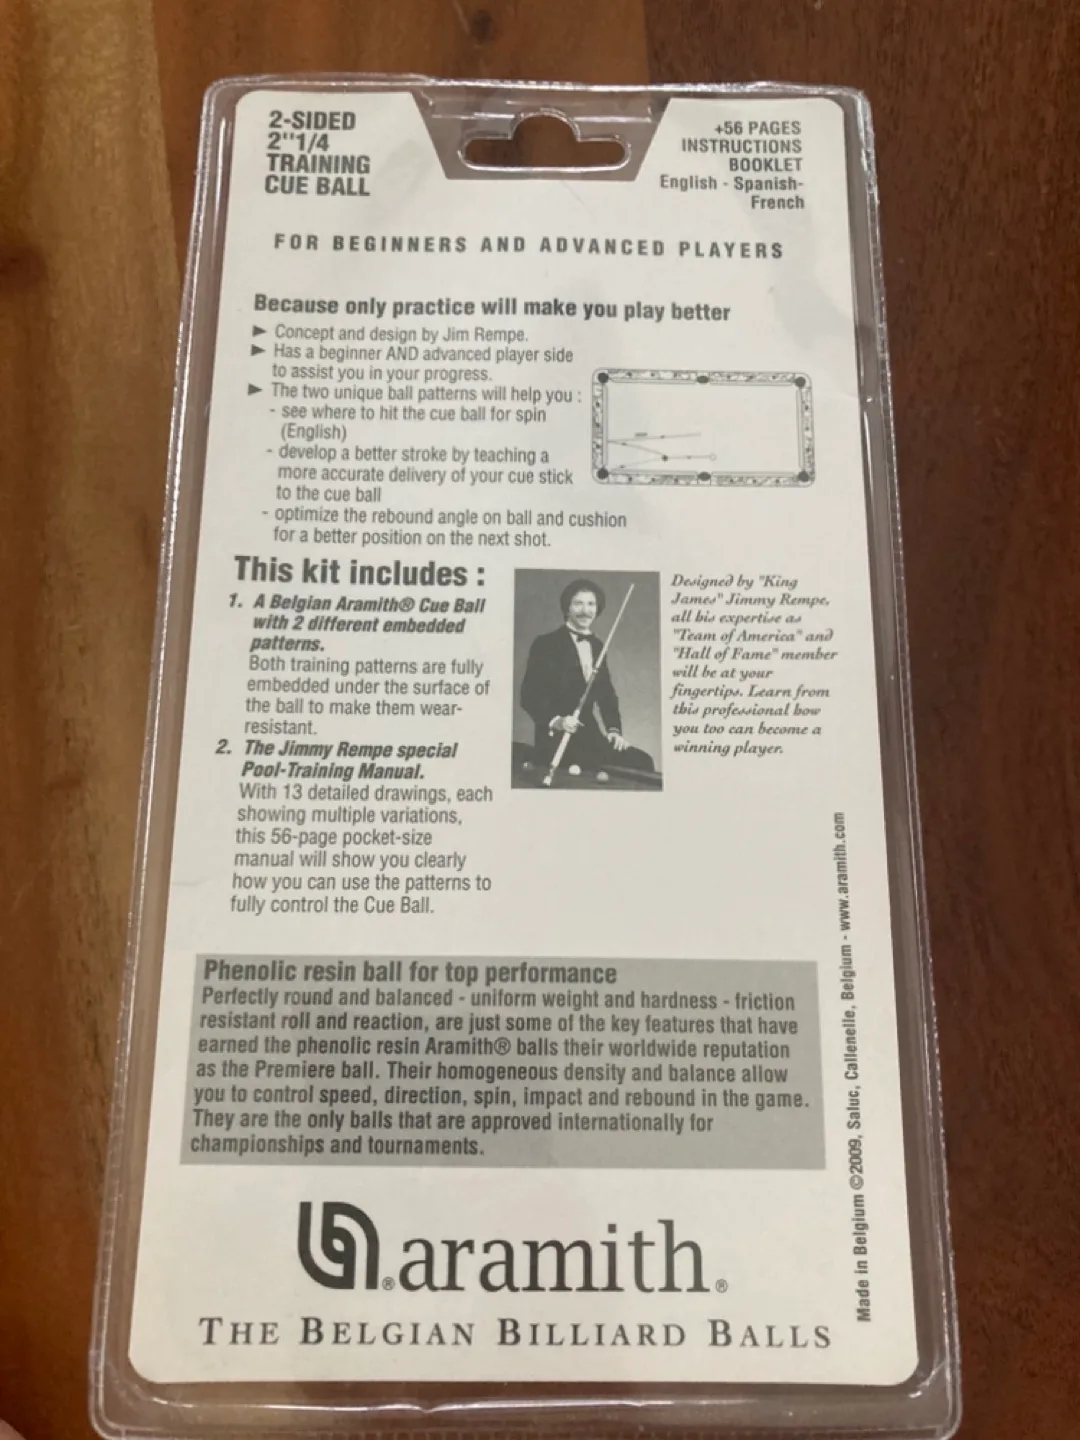 2-SIDED
2"1/4
TRAINING
CUE BALL
+56 PAGES
INSTRUCTIONS
BOOKLET
English - Spanish-
French
FOR BEGINNERS AND ADVANCED PLAYERS
Because only practice will make you play better
► Concept and design by Jim Rempe.
► Has a beginner AND advanced player side
to assist you in your progress.
► The two unique ball patterns will help you :
- see where to hit the cue ball for spin
(English)
- develop a better stroke by teaching a
more accurate delivery of your cue stick
to the cue ball
- optimize the rebound angle on ball and cushion
for a better position on the next shot.
This kit includes :
1. A Belgian Aramith® Cue Ball
with 2 different embedded
patterns.
Both training patterns are fully
embedded under the surface of
the ball to make them wear-
resistant.
2. The Jimmy Rempe special
Pool-Training Manual.
With 13 detailed drawings, each
showing multiple variations,
this 56-page pocket-size
manual will show you clearly
how you can use the patterns to
fully control the Cue Ball.
Designed by "King
James" Jimmy Rempe,
all his expertise as
"Team of America" and
"Hall of Fame" member
will be at your
fingertips. Learn from
this professional how
you too can become a
winning player.
Phenolic resin ball for top performance
Perfectly round and balanced - uniform weight and hardness - friction
resistant roll and reaction, are just some of the key features that have
earned the phenolic resin Aramith® balls their worldwide reputation
as the Premiere ball. Their homogeneous density and balance allow
you to control speed, direction, spin, impact and rebound in the game.
They are the only balls that are approved internationally for
championships and tournaments.
® aramith®
THE BELGIAN BILLIARD BALLS
Made in Belgium ©2009, Saluc, Callenelle, Belgium - www.aramith.com